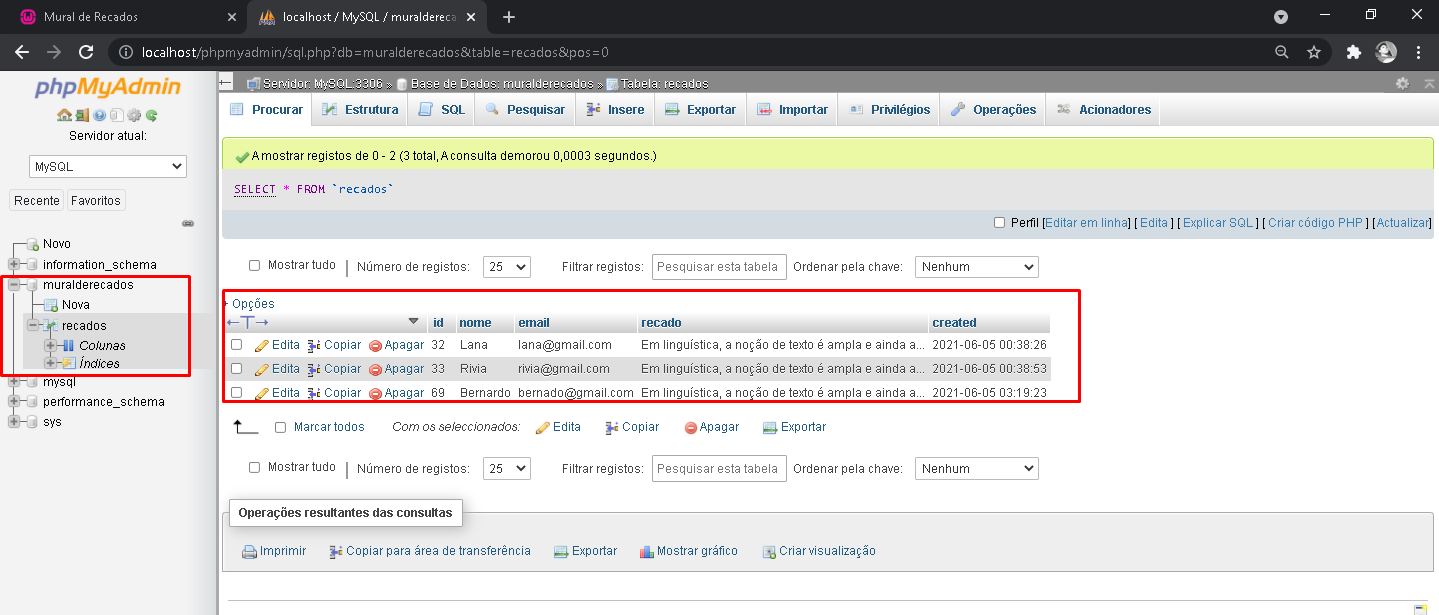 Mural de Recados
localhost / MySQL / muralderecad
localhost/phpmyadmin/sql.php?db=muralderecados&table=recados&pos=0
phpMyAdmin
Servidor atual:
MySQL
Recente Favoritos
Novo
information_schema
muralderecados
Nova
recados
Colunas
Índices
mysql
performance_schema
sys
Servidor: MySQL:3306 » Base de Dados: muralderecados » Tabela: recados
Procurar Estrutura SQL Pesquisar Insere Exportar Importar Privilégios Operações Acionadores
A mostrar registos de 0 - 2 (3 total, A consulta demorou 0,0003 segundos.)
SELECT * FROM `recados`
Perfil [Editar em linha] [ Edita ] [ Explicar SQL ] [ Criar código PHP ] [Actualizar]
Mostrar tudo | Número de registos: 25 Filtrar registos: Pesquisar esta tabela Ordenar pela chave: Nenhum
+ Opções
←T→ id nome email recado created
Edita Copiar Apagar 32 Lana lana@gmail.com Em linguística, a noção de texto é ampla e ainda a... 2021-06-05 00:38:26
Edita Copiar Apagar 33 Rivia rivia@gmail.com Em linguística, a noção de texto é ampla e ainda a... 2021-06-05 00:38:53
Edita Copiar Apagar 69 Bernardo bernado@gmail.com Em linguística, a noção de texto é ampla e ainda a... 2021-06-05 03:19:23
Marcar todos Com os seleccionados: Edita Copiar Apagar Exportar
Mostrar tudo | Número de registos: 25 Filtrar registos: Pesquisar esta tabela Ordenar pela chave: Nenhum
Operações resultantes das consultas
Imprimir Copiar para área de transferência Exportar Mostrar gráfico Criar visualização